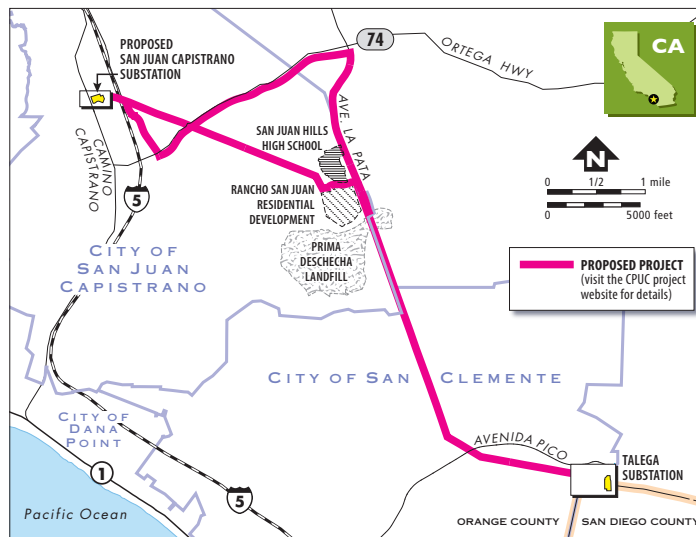 PROPOSED
SAN JUAN CAPISTRANO
SUBSTATION
74
ORTEGA HWY
CA
AVE. LA PATA
SAN JUAN HILLS
HIGH SCHOOL
CAMINO
CAPISTRANO
N
0 1/2 1 mile
0 5000 feet
5
RANCHO SAN JUAN
RESIDENTIAL
DEVELOPMENT
PRIMA
DESCHECHA
LANDFILL
CITY OF
SAN JUAN
CAPISTRANO
PROPOSED PROJECT
(visit the CPUC project
website for details)
CITY OF SAN CLEMENTE
CITY OF
DANA
POINT
AVENIDA PICO
TALEGA
SUBSTATION
1
5
Pacific Ocean
ORANGE COUNTY
SAN DIEGO COUNTY